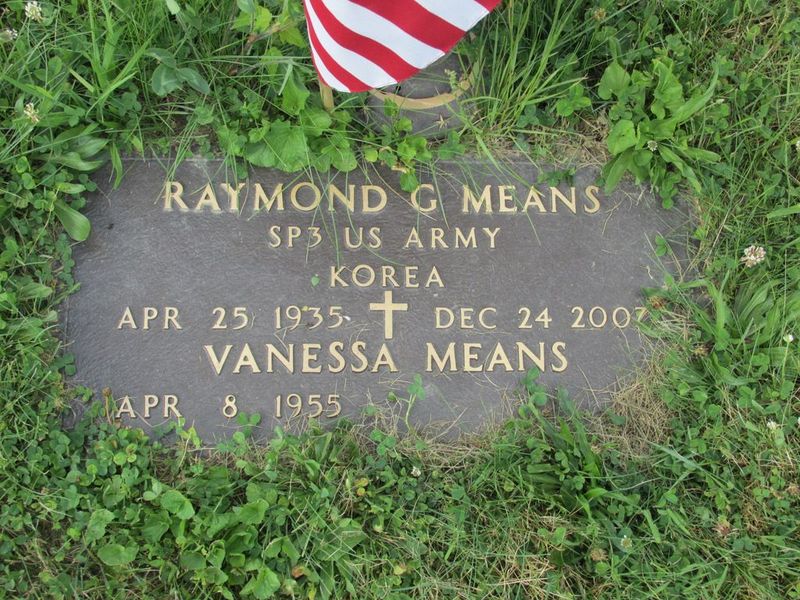 RAYMOND G MEANS
SP3 US ARMY
KOREA
APR 25 1935 DEC 24 2007
VANESSA MEANS
APR 8 1955